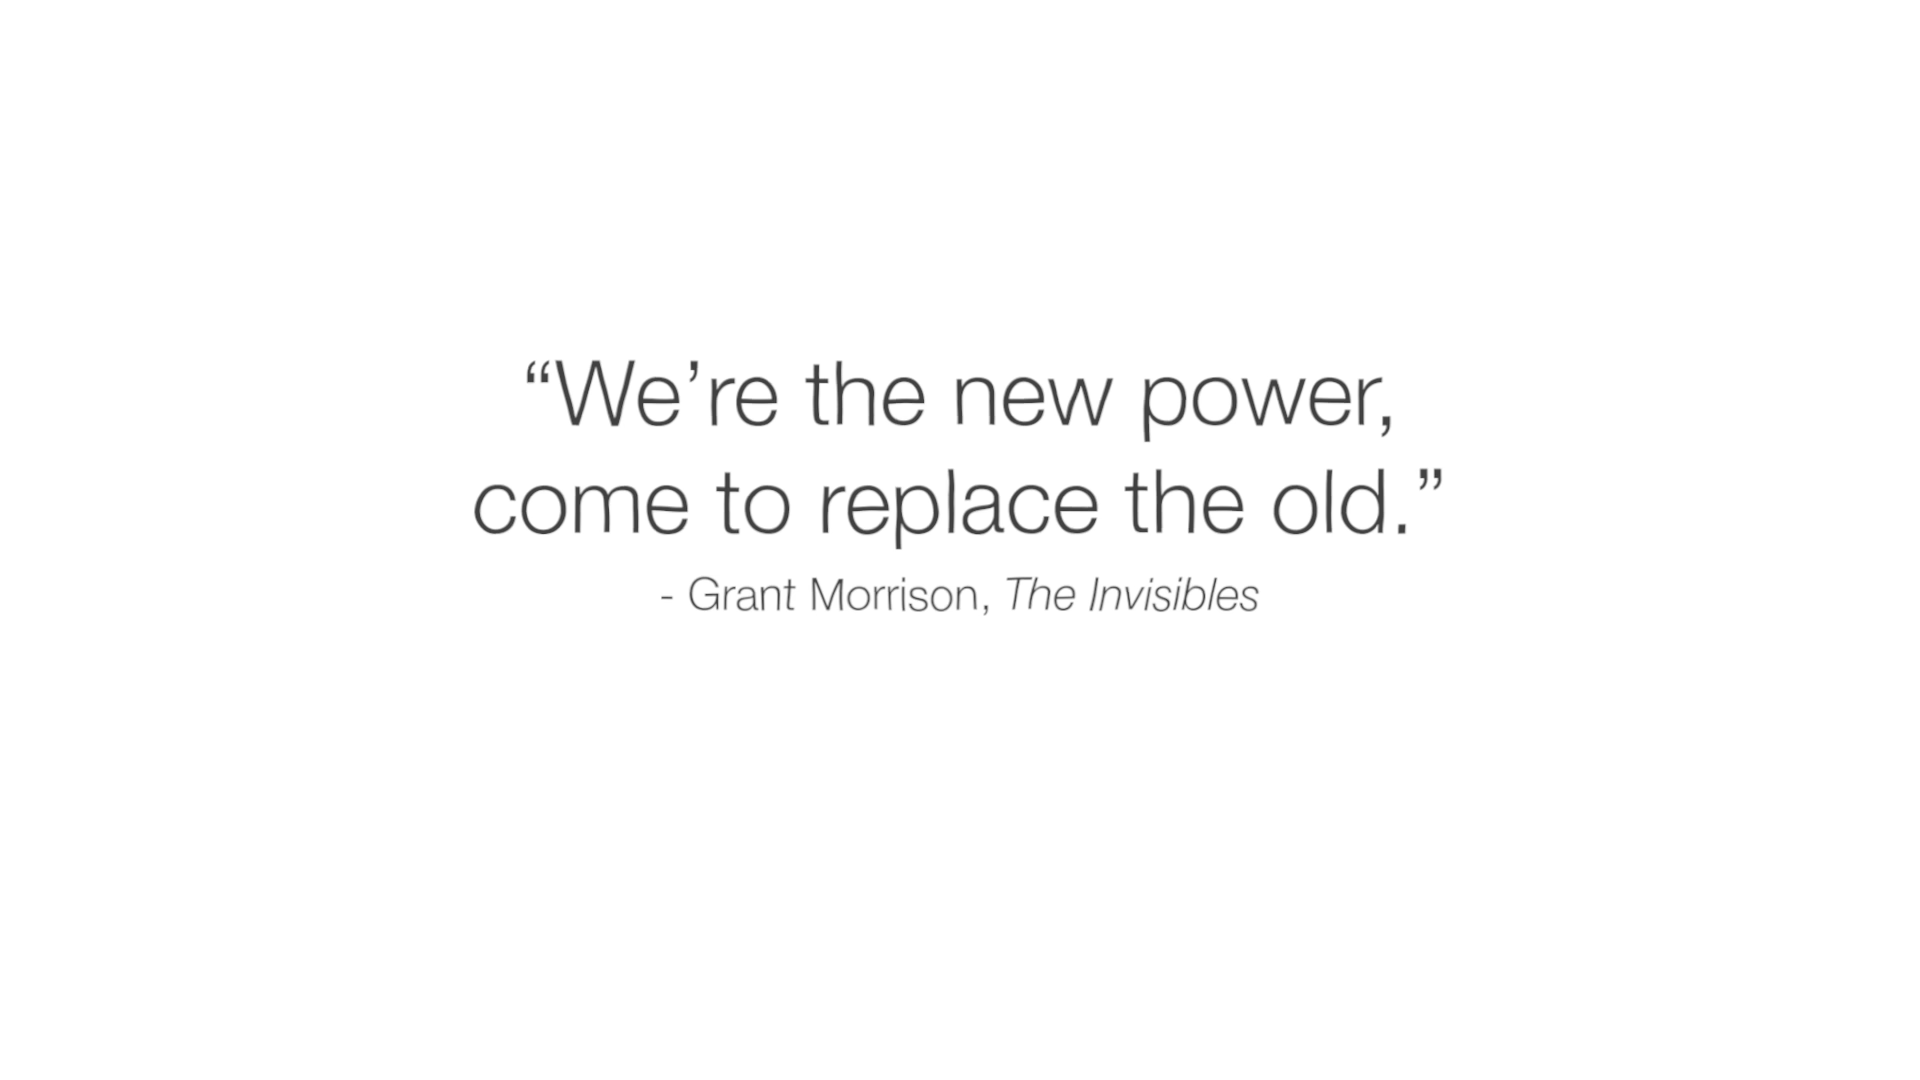 “We’re the new power,
come to replace the old.”
- Grant Morrison, The Invisibles